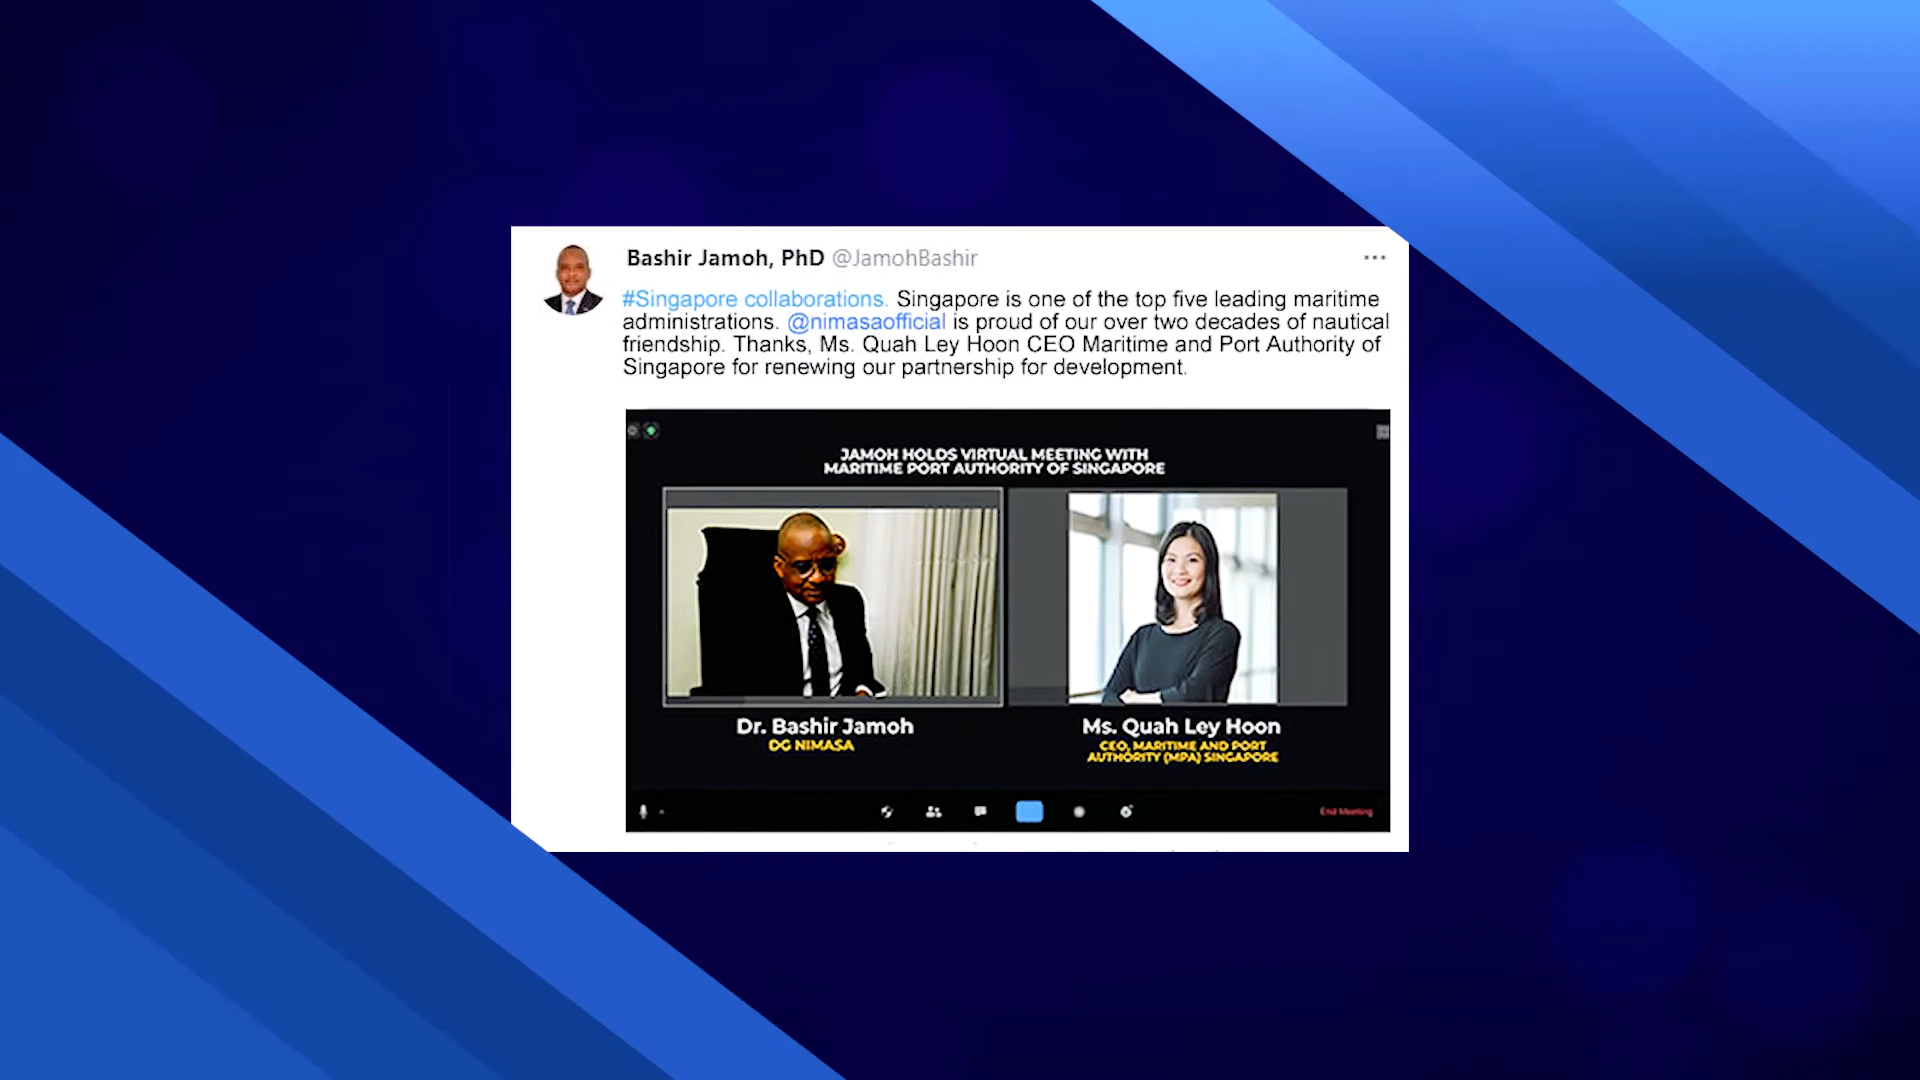 Bashir Jamoh, PhD @JamohBashir
#Singapore collaborations. Singapore is one of the top five leading maritime
administrations. @nimasaofficial is proud of our over two decades of nautical
friendship. Thanks, Ms. Quah Ley Hoon CEO Maritime and Port Authority of
Singapore for renewing our partnership for development.
JAMOH HOLDS VIRTUAL MEETING WITH
MARITIME PORT AUTHORITY OF SINGAPORE
Dr. Bashir Jamoh
DG NIMASA
Ms. Quah Ley Hoon
CEO, MARITIME AND PORT
AUTHORITY (MPA) SINGAPORE
End Meeting